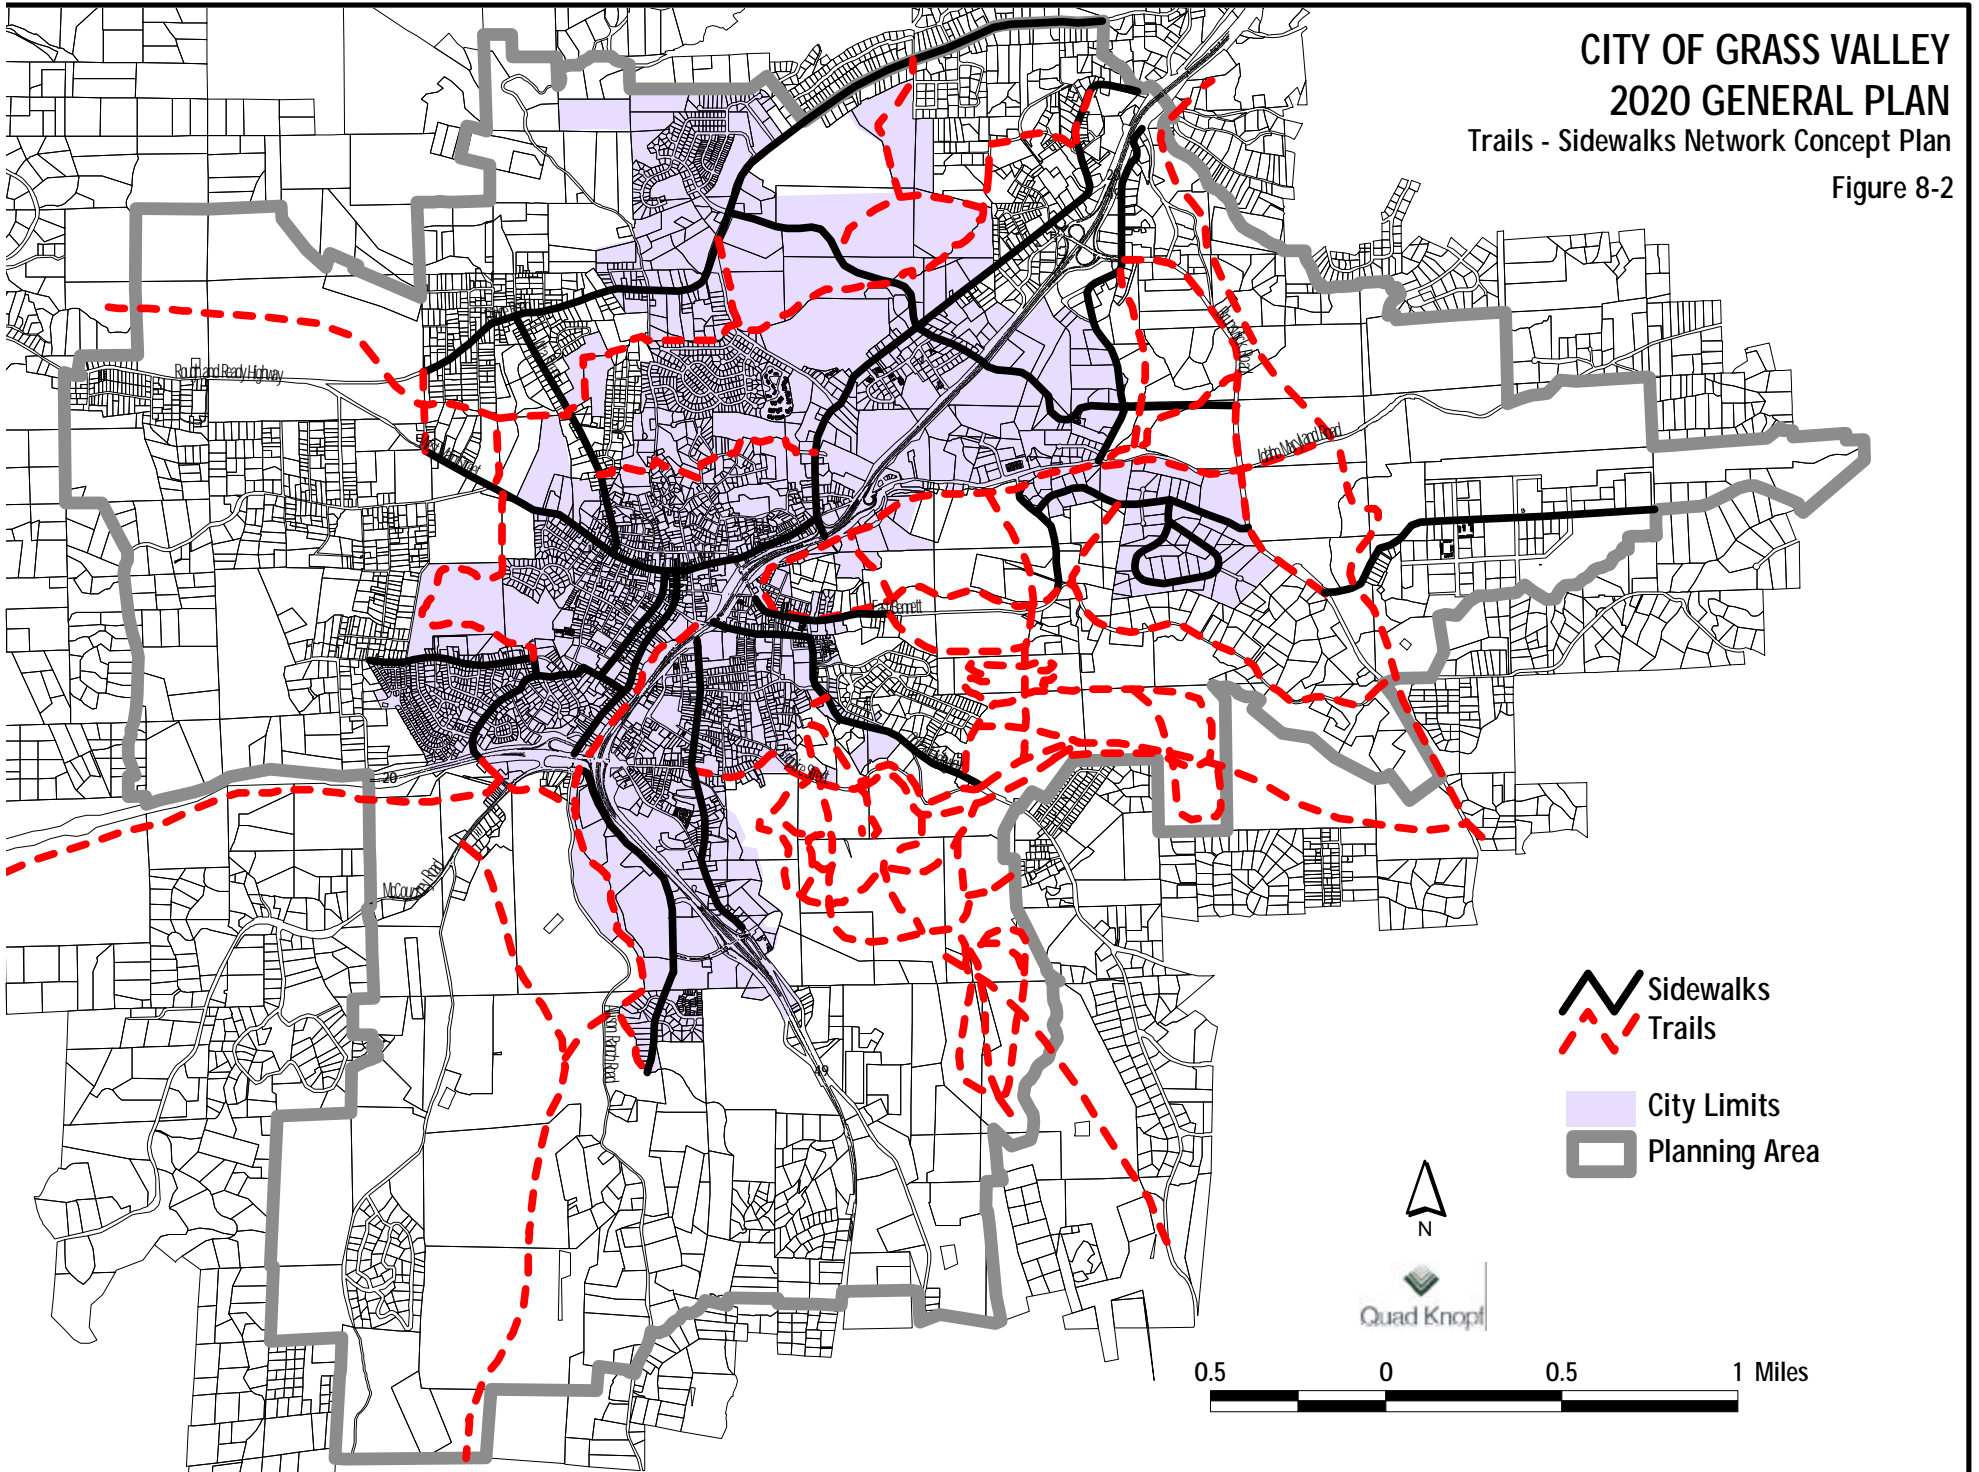 CITY OF GRASS VALLEY
2020 GENERAL PLAN
Trails - Sidewalks Network Concept Plan
Figure 8-2
Rough and Ready Highway
Idaho Maryland Road
East Bennett
20
McCourtney Road
49
Sidewalks
Trails
City Limits
Planning Area
N
Quad Knopf
0.5 0 0.5 1 Miles